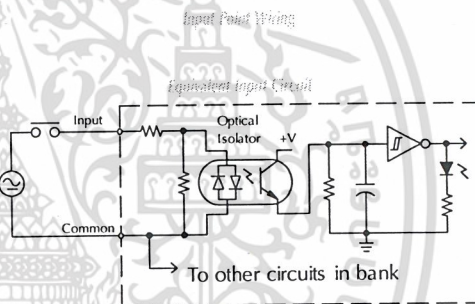 Input Point Wiring
Equivalent Input Circuit
Input
Optical
Isolator
+V
Common
To other circuits in bank